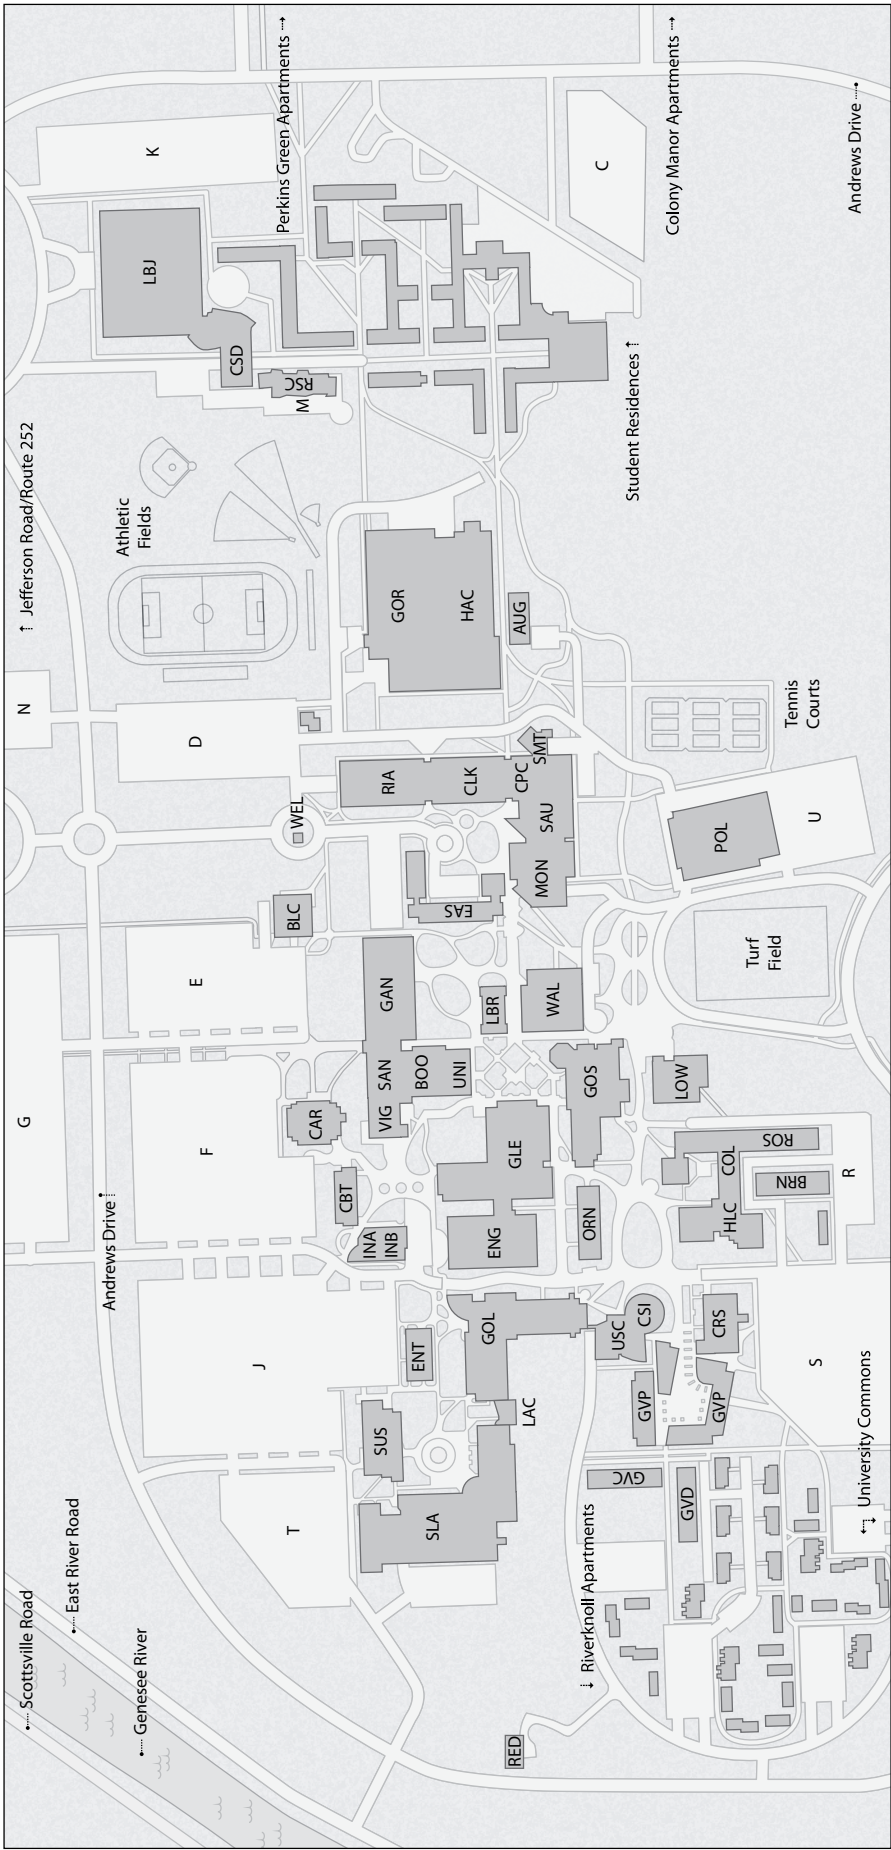 Scottsville Road
G
N
Jefferson Road/Route 252
East River Road
Andrews Drive
Genesee River
Athletic
Fields
LBJ
K
F
E
D
CSD
J
T
BLC
WEL
RSC
M
Perkins Green Apartments
CAR
CBT
INA
INB
SUS
ENT
VIG
SAN
GAN
BOO
UNI
RIA
GOR
SLA
GOL
ENG
GLE
LBR
EAS
CLK
HAC
RED
LAC
ORN
GOS
WAL
MON
SAU
CPC
SMT
AUG
Riverknoll Apartments
C
USC
CSI
GVC
GVP
GVD
GVP
CRS
HLC
COL
LOW
POL
Student Residences
Colony Manor Apartments
BRN
ROS
Turf
Field
Tennis
Courts
S
R
U
University Commons
Andrews Drive